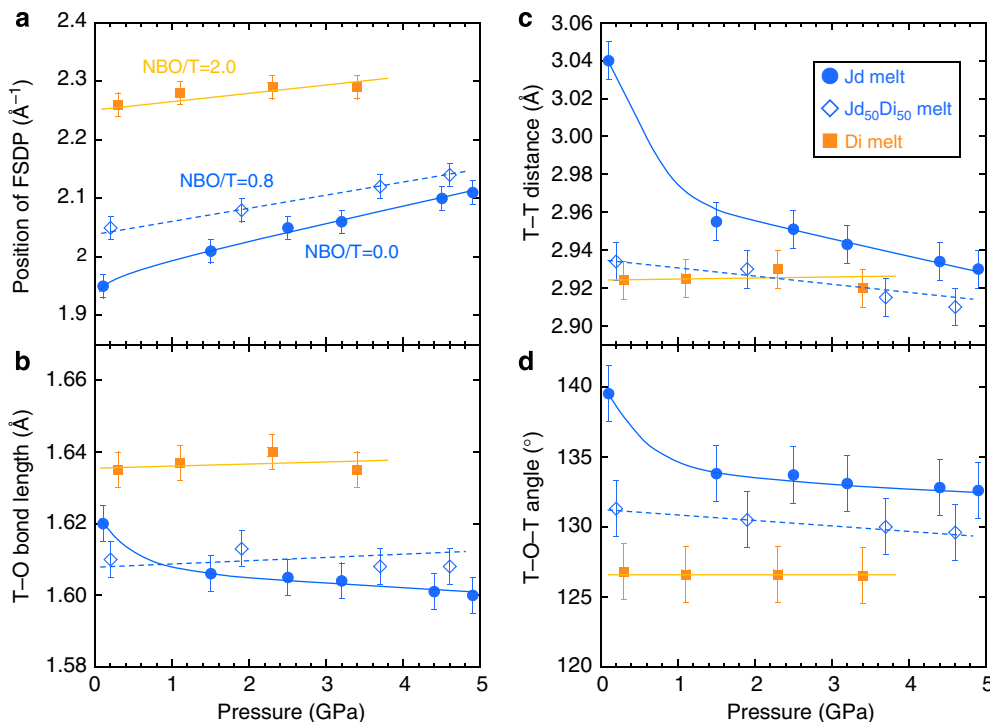 a
2.4
2.3
2.2
2.1
2
1.9
Position of FSDP (Å⁻¹)
NBO/T=2.0
NBO/T=0.8
NBO/T=0.0
b
1.66
1.64
1.62
1.60
1.58
T–O bond length (Å)
0 1 2 3 4 5
Pressure (GPa)
c
3.06
3.04
3.02
3.00
2.98
2.96
2.94
2.92
2.90
T–T distance (Å)
Jd melt
Jd₅₀Di₅₀ melt
Di melt
d
140
135
130
125
120
T–O–T angle (°)
0 1 2 3 4 5
Pressure (GPa)